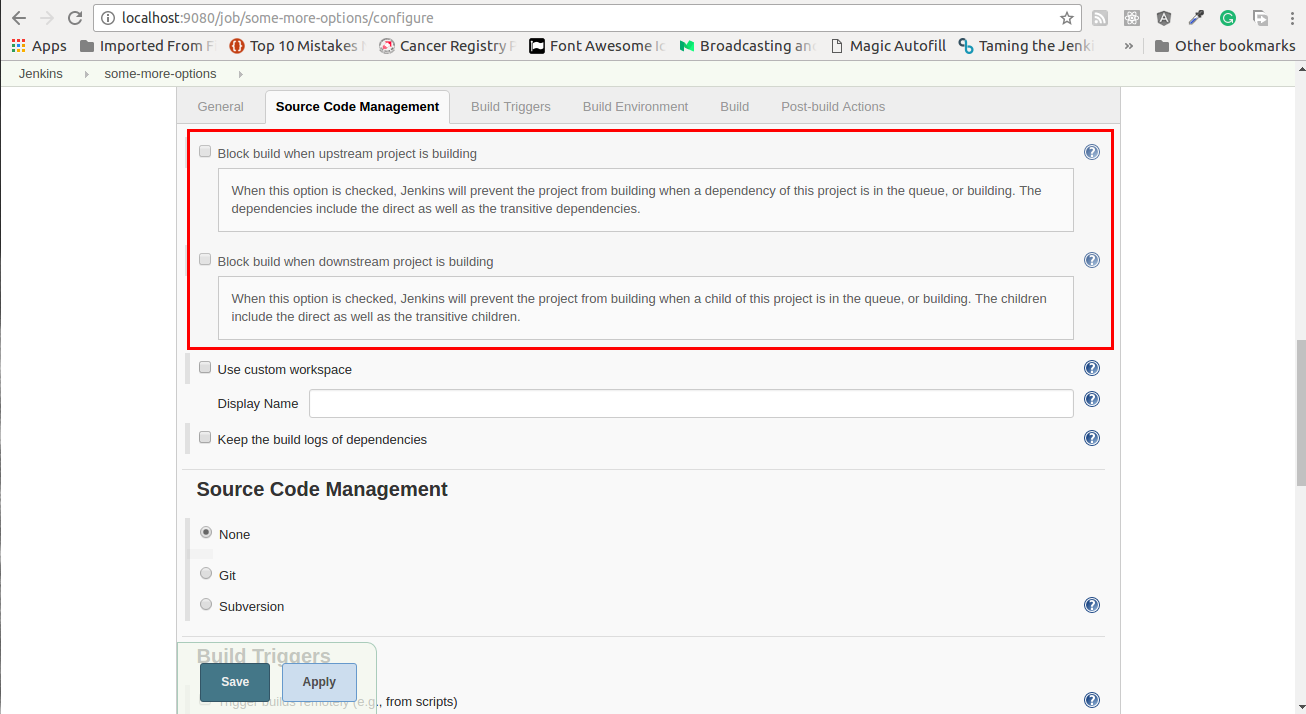 localhost:9080/job/some-more-options/configure
Apps Imported From F Top 10 Mistakes Cancer Registry F Font Awesome Ic Broadcasting and Magic Autofill Taming the Jenki » Other bookmarks
Jenkins some-more-options
General Source Code Management Build Triggers Build Environment Build Post-build Actions
Block build when upstream project is building
When this option is checked, Jenkins will prevent the project from building when a dependency of this project is in the queue, or building. The
dependencies include the direct as well as the transitive dependencies.
Block build when downstream project is building
When this option is checked, Jenkins will prevent the project from building when a child of this project is in the queue, or building. The children
include the direct as well as the transitive children.
Use custom workspace
Display Name
Keep the build logs of dependencies
Source Code Management
None
Git
Subversion
Build Triggers
Save Apply
Trigger builds remotely (e.g., from scripts)